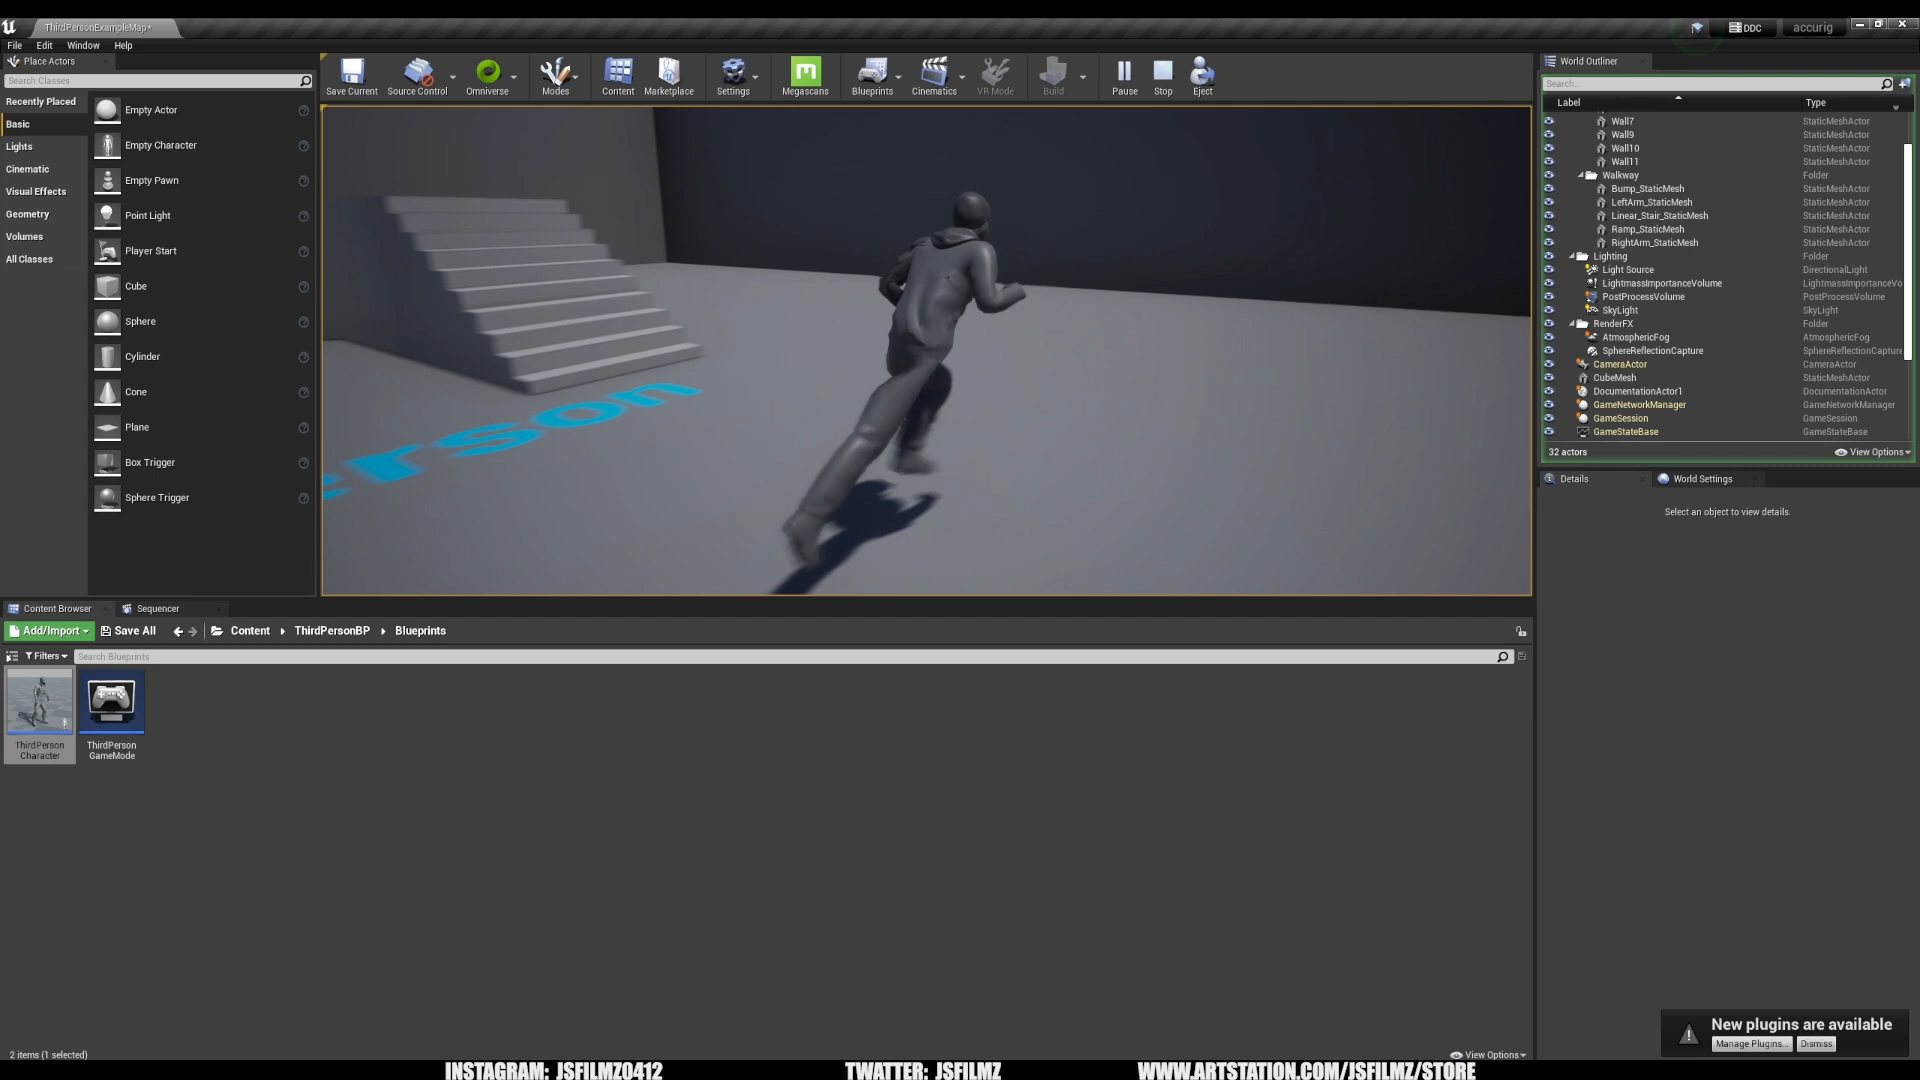 ThirdPersonExampleMap*
DDC
accurig
File Edit Window Help
Place Actors
Search Classes
Recently Placed
Basic
Lights
Cinematic
Visual Effects
Geometry
Volumes
All Classes
Empty Actor
Empty Character
Empty Pawn
Point Light
Player Start
Cube
Sphere
Cylinder
Cone
Plane
Box Trigger
Sphere Trigger
Save Current
Source Control
Omniverse
Modes
Content
Marketplace
Settings
Megascans
Blueprints
Cinematics
VR Mode
Build
Pause
Stop
Eject
erson
World Outliner
Search...
Label Type
Wall7 StaticMeshActor
Wall9 StaticMeshActor
Wall10 StaticMeshActor
Wall11 StaticMeshActor
Walkway Folder
Bump_StaticMesh StaticMeshActor
LeftArm_StaticMesh StaticMeshActor
Linear_Stair_StaticMesh StaticMeshActor
Ramp_StaticMesh StaticMeshActor
RightArm_StaticMesh StaticMeshActor
Lighting Folder
Light Source DirectionalLight
LightmassImportanceVolume LightmassImportanceVo
PostProcessVolume PostProcessVolume
SkyLight SkyLight
RenderFX Folder
AtmosphericFog AtmosphericFog
SphereReflectionCapture SphereReflectionCapture
CameraActor CameraActor
CubeMesh StaticMeshActor
DocumentationActor1 DocumentationActor
GameNetworkManager GameNetworkManager
GameSession GameSession
GameStateBase GameStateBase
32 actors View Options
Details World Settings
Select an object to view details.
Content Browser Sequencer
Add/Import Save All Content ThirdPersonBP Blueprints
Filters Search Blueprints
ThirdPerson
Character
ThirdPerson
GameMode
2 items (1 selected) View Options
New plugins are available
Manage Plugins... Dismiss
INSTAGRAM: JSFILMZ0412 TWATTER: JSFILMZ WWW.ARTSTATION.COM/JSFILMZ/STORE